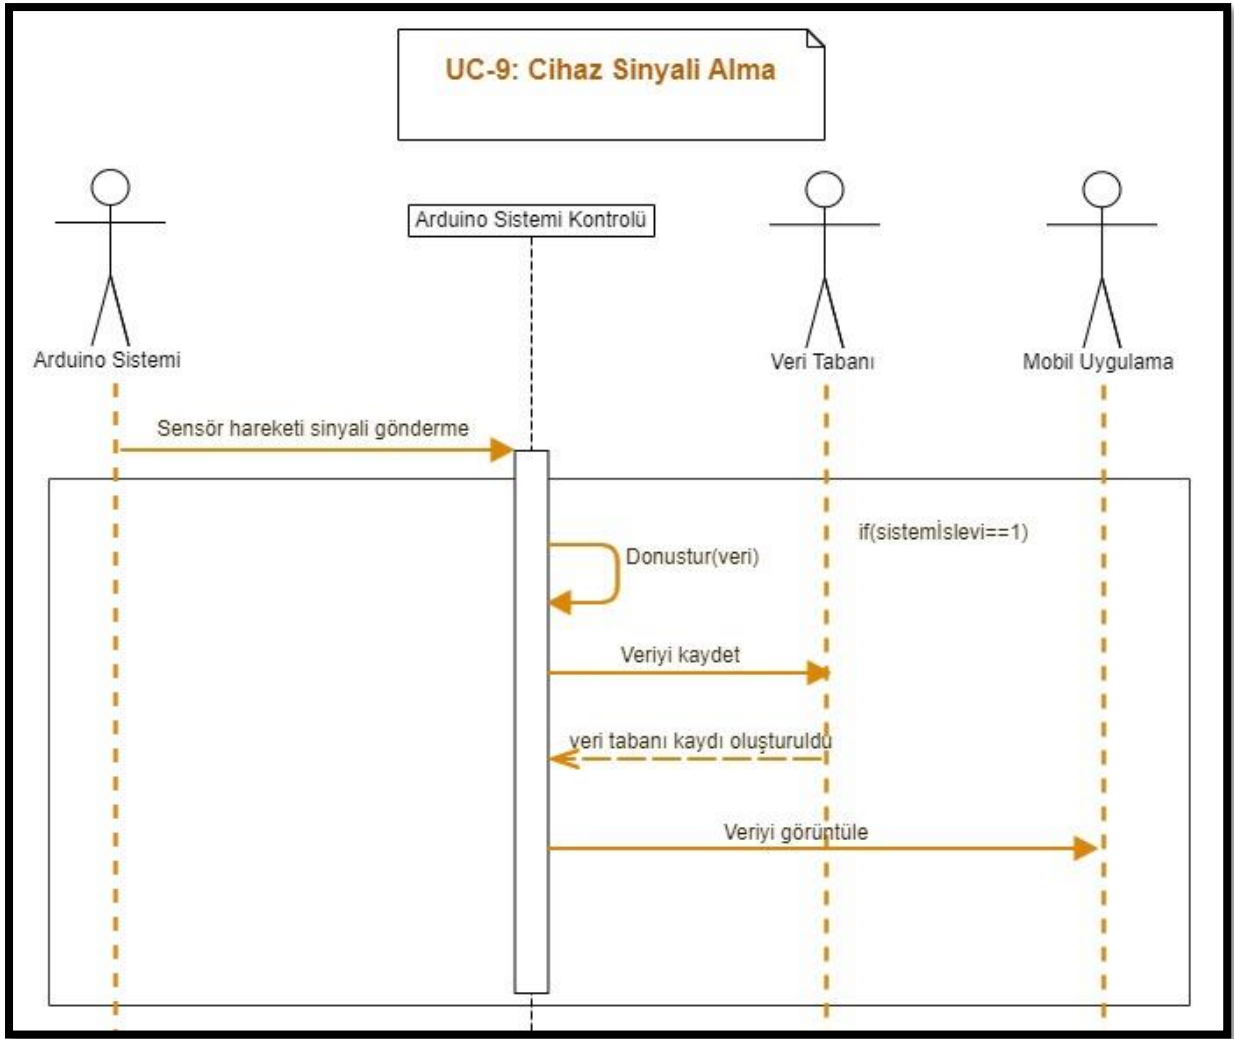 UC-9: Cihaz Sinyali Alma
Arduino Sistemi Kontrolü
Arduino Sistemi
Veri Tabanı
Mobil Uygulama
Sensör hareketi sinyali gönderme
if(sistemİslevi==1)
Donustur(veri)
Veriyi kaydet
veri tabanı kaydı oluşturuldu
Veriyi görüntüle